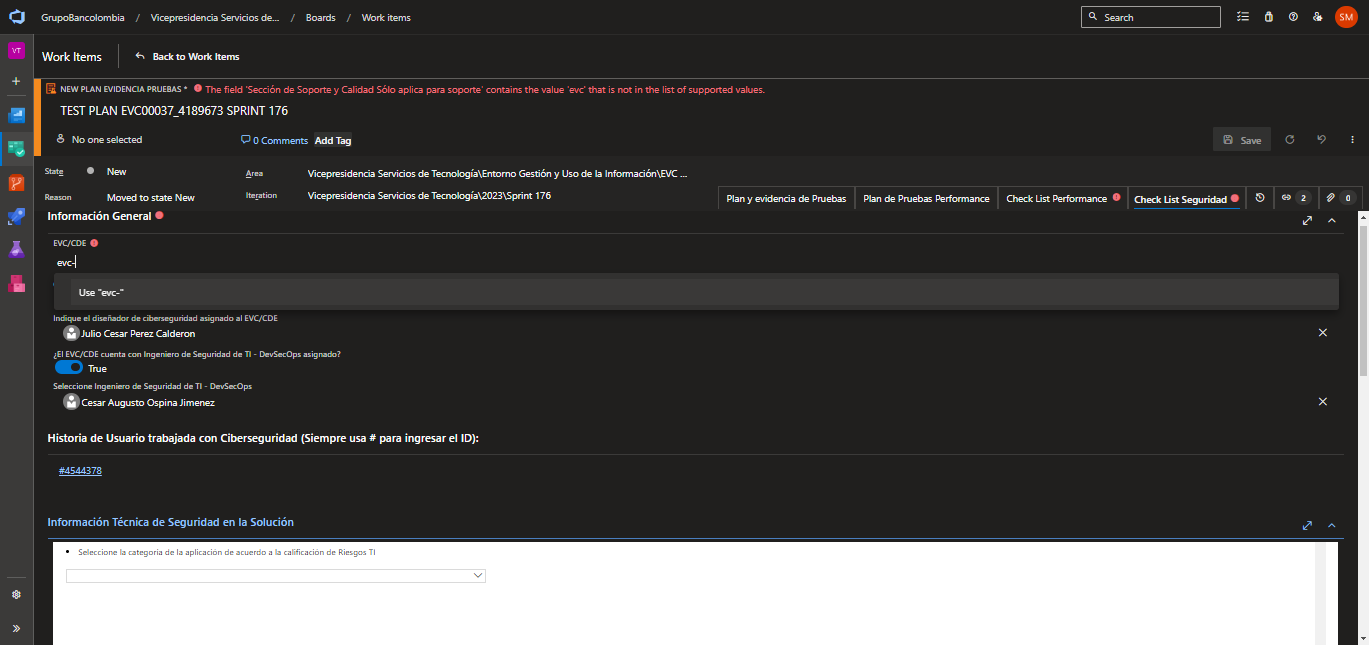 GrupoBancolombia / Vicepresidencia Servicios de... / Boards / Work items
Search
SM
VT
Work Items
Back to Work Items
NEW PLAN EVIDENCIA PRUEBAS *
The field 'Sección de Soporte y Calidad Sólo aplica para soporte' contains the value 'evc' that is not in the list of supported values.
TEST PLAN EVC00037_4189673 SPRINT 176
No one selected
0 Comments
Add Tag
Save
State
New
Area
Vicepresidencia Servicios de Tecnología\Entorno Gestión y Uso de la Información\EVC ...
Reason
Moved to state New
Iteration
Vicepresidencia Servicios de Tecnología\2023\Sprint 176
Plan y evidencia de Pruebas
Plan de Pruebas Performance
Check List Performance
Check List Seguridad
2
0
Información General
EVC/CDE
evc-
Use "evc-"
Indique el diseñador de ciberseguridad asignado al EVC/CDE
Julio Cesar Perez Calderon
¿El EVC/CDE cuenta con Ingeniero de Seguridad de TI - DevSecOps asignado?
True
Seleccione Ingeniero de Seguridad de TI - DevSecOps
Cesar Augusto Ospina Jimenez
Historia de Usuario trabajada con Ciberseguridad (Siempre usa # para ingresar el ID):
#4544378
Información Técnica de Seguridad en la Solución
• Seleccione la categoria de la aplicación de acuerdo a la calificación de Riesgos TI